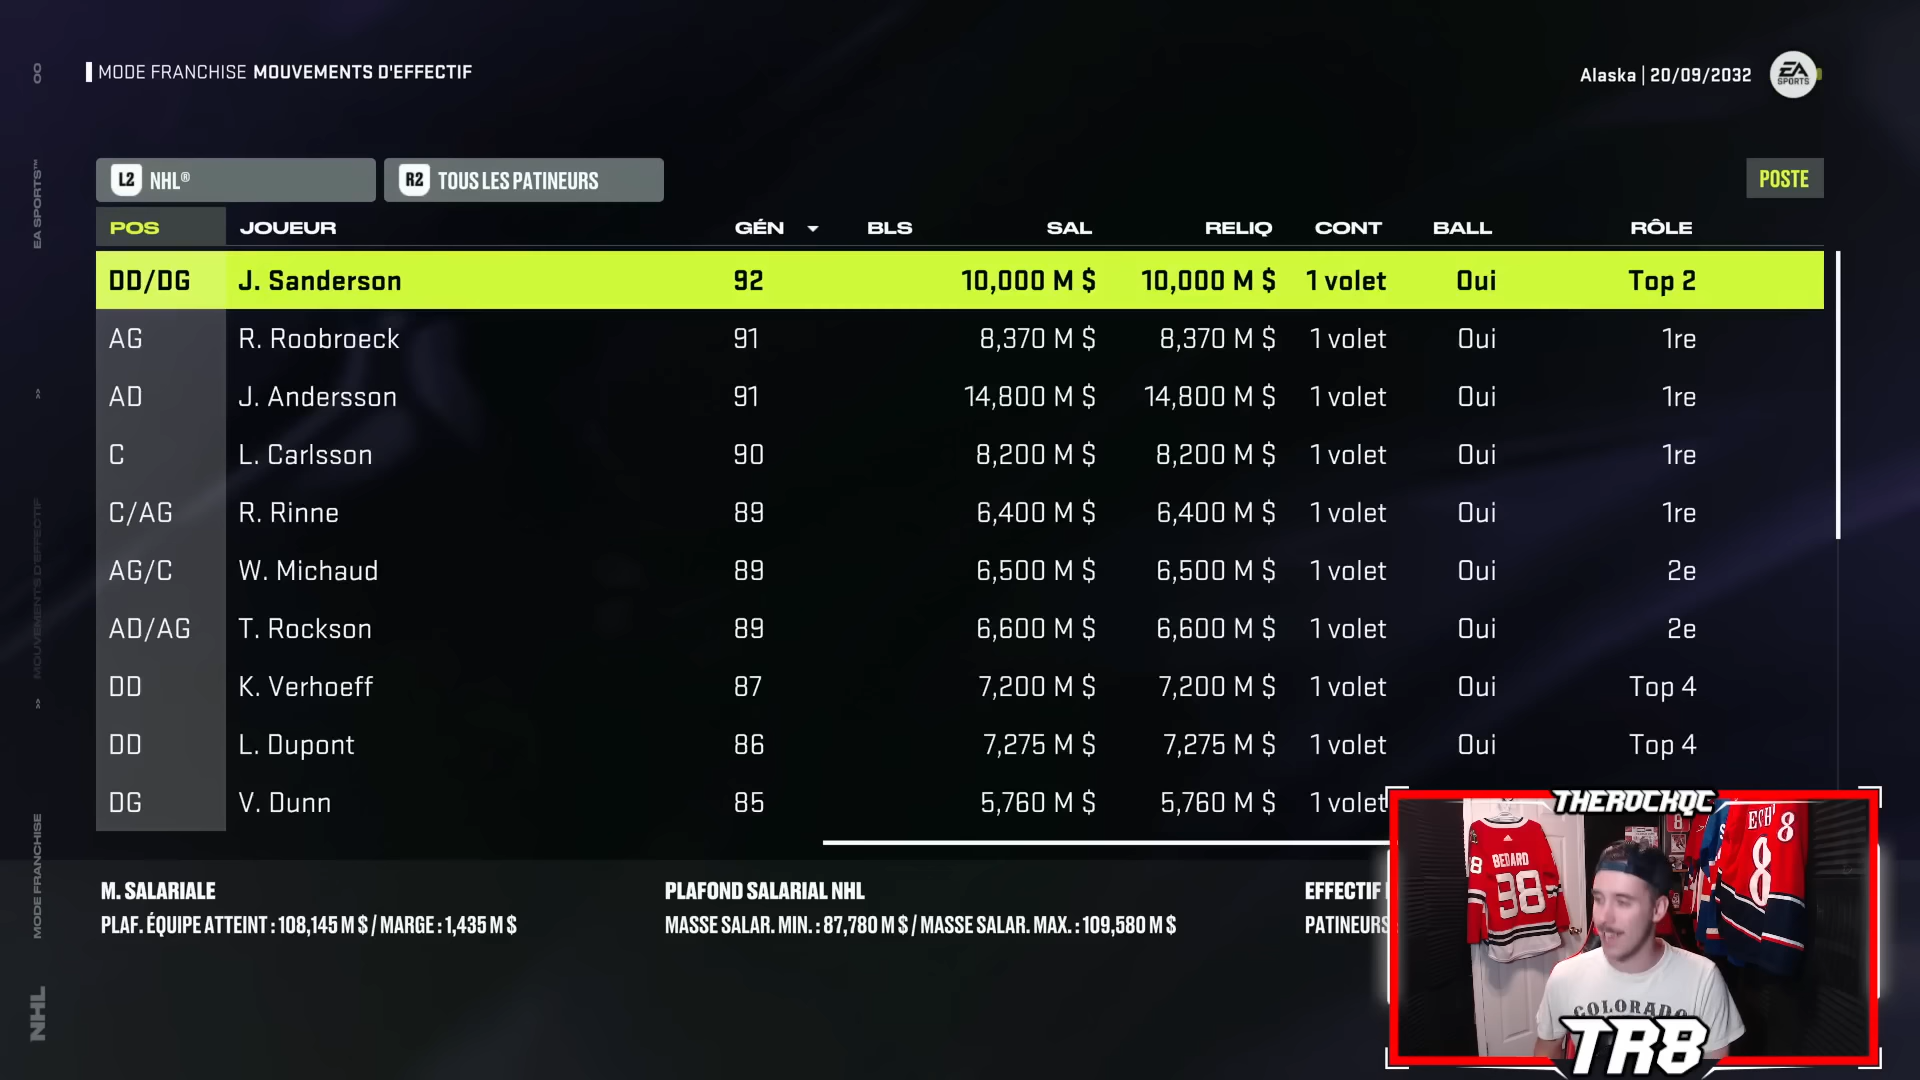 MODE FRANCHISE MOUVEMENTS D'EFFECTIF
Alaska | 20/09/2032
EA SPORTS
L2 NHL® R2 TOUS LES PATINEURS
POSTE
POS JOUEUR GÉN BLS SAL RELIQ CONT BALL RÔLE
DD/DG J. Sanderson 92 10,000 M $ 10,000 M $ 1 volet Oui Top 2
AG R. Roobroeck 91 8,370 M $ 8,370 M $ 1 volet Oui 1re
AD J. Andersson 91 14,800 M $ 14,800 M $ 1 volet Oui 1re
C L. Carlsson 90 8,200 M $ 8,200 M $ 1 volet Oui 1re
C/AG R. Rinne 89 6,400 M $ 6,400 M $ 1 volet Oui 1re
AG/C W. Michaud 89 6,500 M $ 6,500 M $ 1 volet Oui 2e
AD/AG T. Rockson 89 6,600 M $ 6,600 M $ 1 volet Oui 2e
DD K. Verhoeff 87 7,200 M $ 7,200 M $ 1 volet Oui Top 4
DD L. Dupont 86 7,275 M $ 7,275 M $ 1 volet Oui Top 4
DG V. Dunn 85 5,760 M $ 5,760 M $ 1 volet
M. SALARIALE
PLAF. ÉQUIPE ATTEINT : 108,145 M $ / MARGE : 1,435 M $
PLAFOND SALARIAL NHL
MASSE SALAR. MIN. : 87,780 M $ / MASSE SALAR. MAX. : 109,580 M $
EFFECTIF
PATINEURS
EA SPORTS™
MOUVEMENTS D'EFFECTIF
MODE FRANCHISE
NHL
THEROCKQC
BEDARD
98
8
8
8
COLORADO
TR8